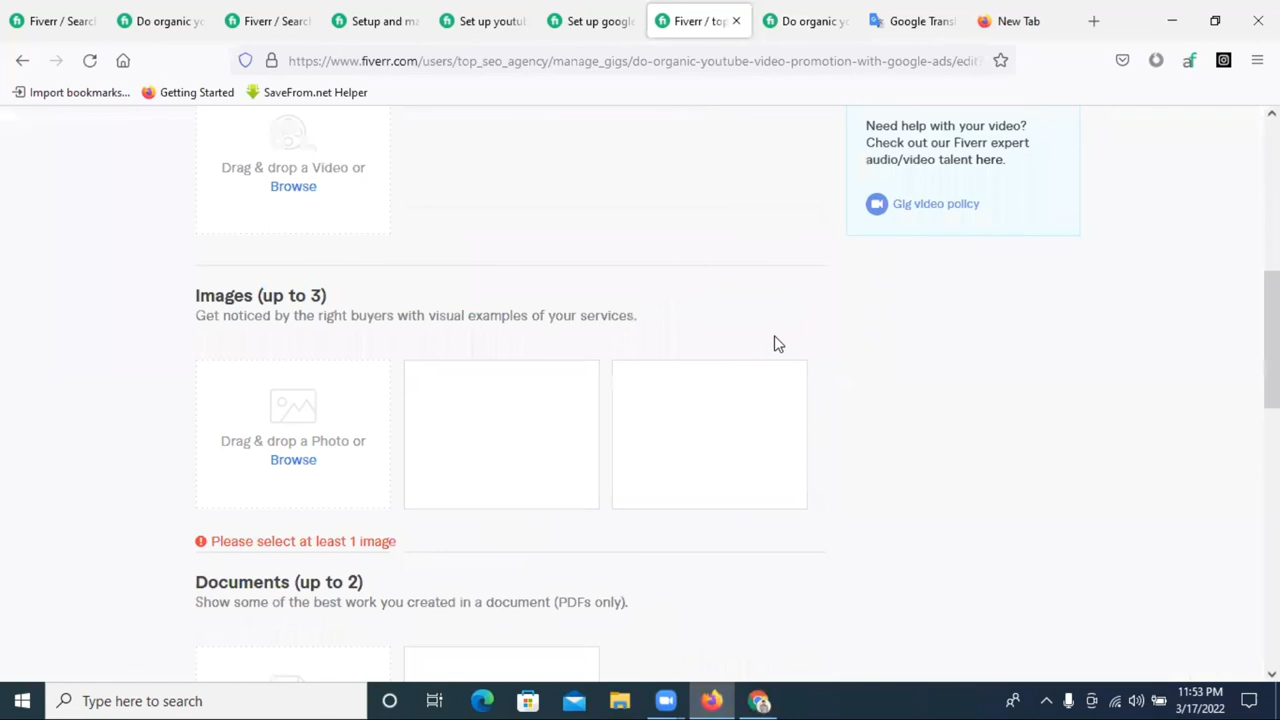 Fiverr / Searc
Do organic yo
Fiverr / Searc
Setup and ma
Set up youtu
Set up google
Fiverr / top
Do organic yo
Google Transl
New Tab
https://www.fiverr.com/users/top_seo_agency/manage_gigs/do-organic-youtube-video-promotion-with-google-ads/edit?
Import bookmarks...
Getting Started
SaveFrom.net Helper
Drag & drop a Video or
Browse
Need help with your video?
Check out our Fiverr expert
audio/video talent here.
Gig video policy
Images (up to 3)
Get noticed by the right buyers with visual examples of your services.
Drag & drop a Photo or
Browse
Please select at least 1 image
Documents (up to 2)
Show some of the best work you created in a document (PDFs only).
Type here to search
11:53 PM
3/17/2022